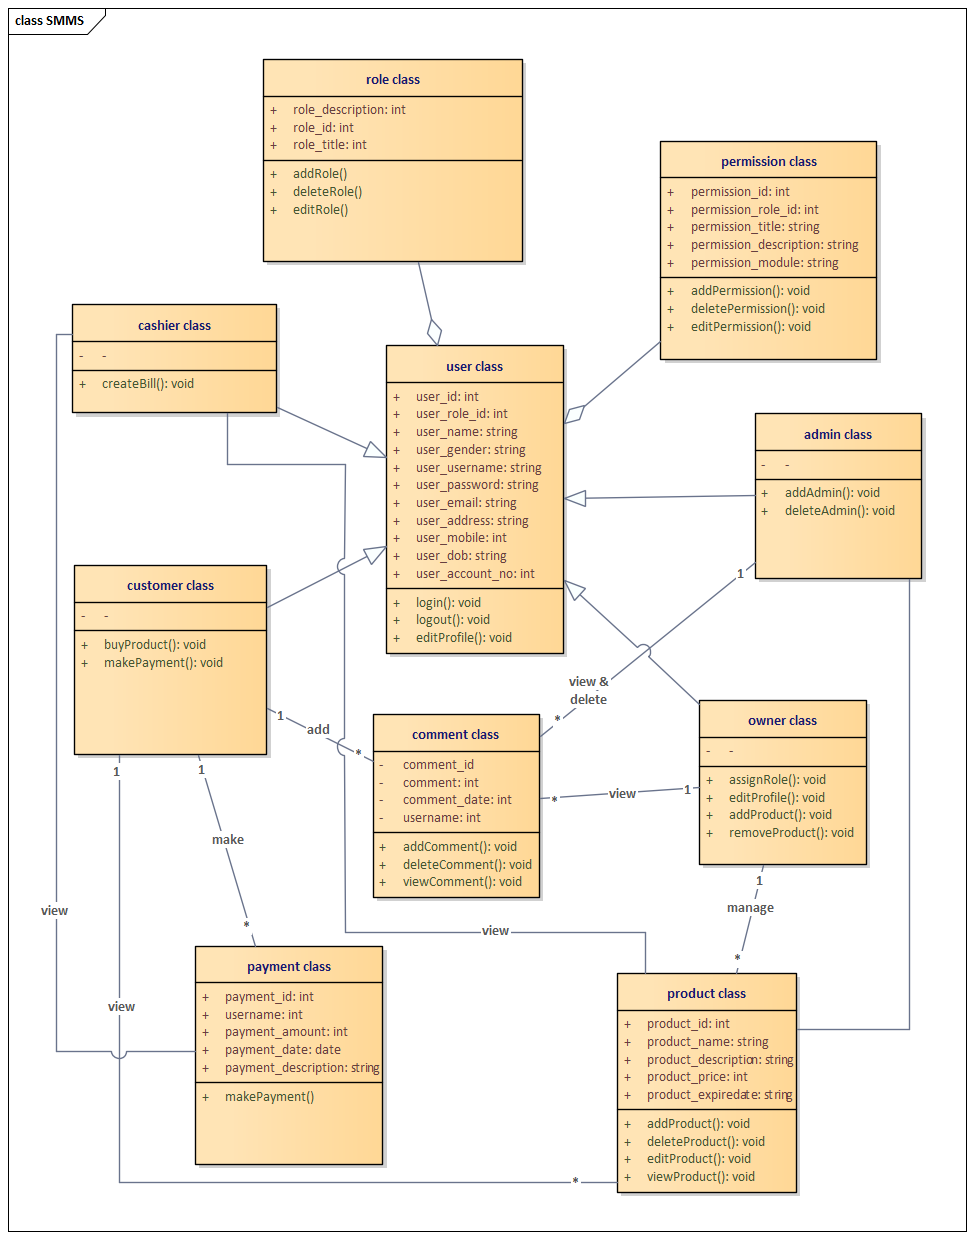 class SMMS
role class
+ role_description: int
+ role_id: int
+ role_title: int
+ addRole()
+ deleteRole()
+ editRole()
permission class
+ permission_id: int
+ permission_role_id: int
+ permission_title: string
+ permission_description: string
+ permission_module: string
+ addPermission(): void
+ deletePermission(): void
+ editPermission(): void
cashier class
- -
+ createBill(): void
user class
+ user_id: int
+ user_role_id: int
+ user_name: string
+ user_gender: string
+ user_username: string
+ user_password: string
+ user_email: string
+ user_address: string
+ user_mobile: int
+ user_dob: string
+ user_account_no: int
+ login(): void
+ logout(): void
+ editProfile(): void
admin class
- -
+ addAdmin(): void
+ deleteAdmin(): void
customer class
- -
+ buyProduct(): void
+ makePayment(): void
1
view &
delete
*
1
add
*
comment class
- comment_id
- comment: int
- comment_date: int
- username: int
+ addComment(): void
+ deleteComment(): void
+ viewComment(): void
owner class
- -
+ assignRole(): void
+ editProfile(): void
+ addProduct(): void
+ removeProduct(): void
* view 1
1
1
make
*
1
manage
*
view
view
view
payment class
+ payment_id: int
+ username: int
+ payment_amount: int
+ payment_date: date
+ payment_description: string
+ makePayment()
product class
+ product_id: int
+ product_name: string
+ product_description: string
+ product_price: int
+ product_expiredate: string
+ addProduct(): void
+ deleteProduct(): void
+ editProduct(): void
+ viewProduct(): void
*